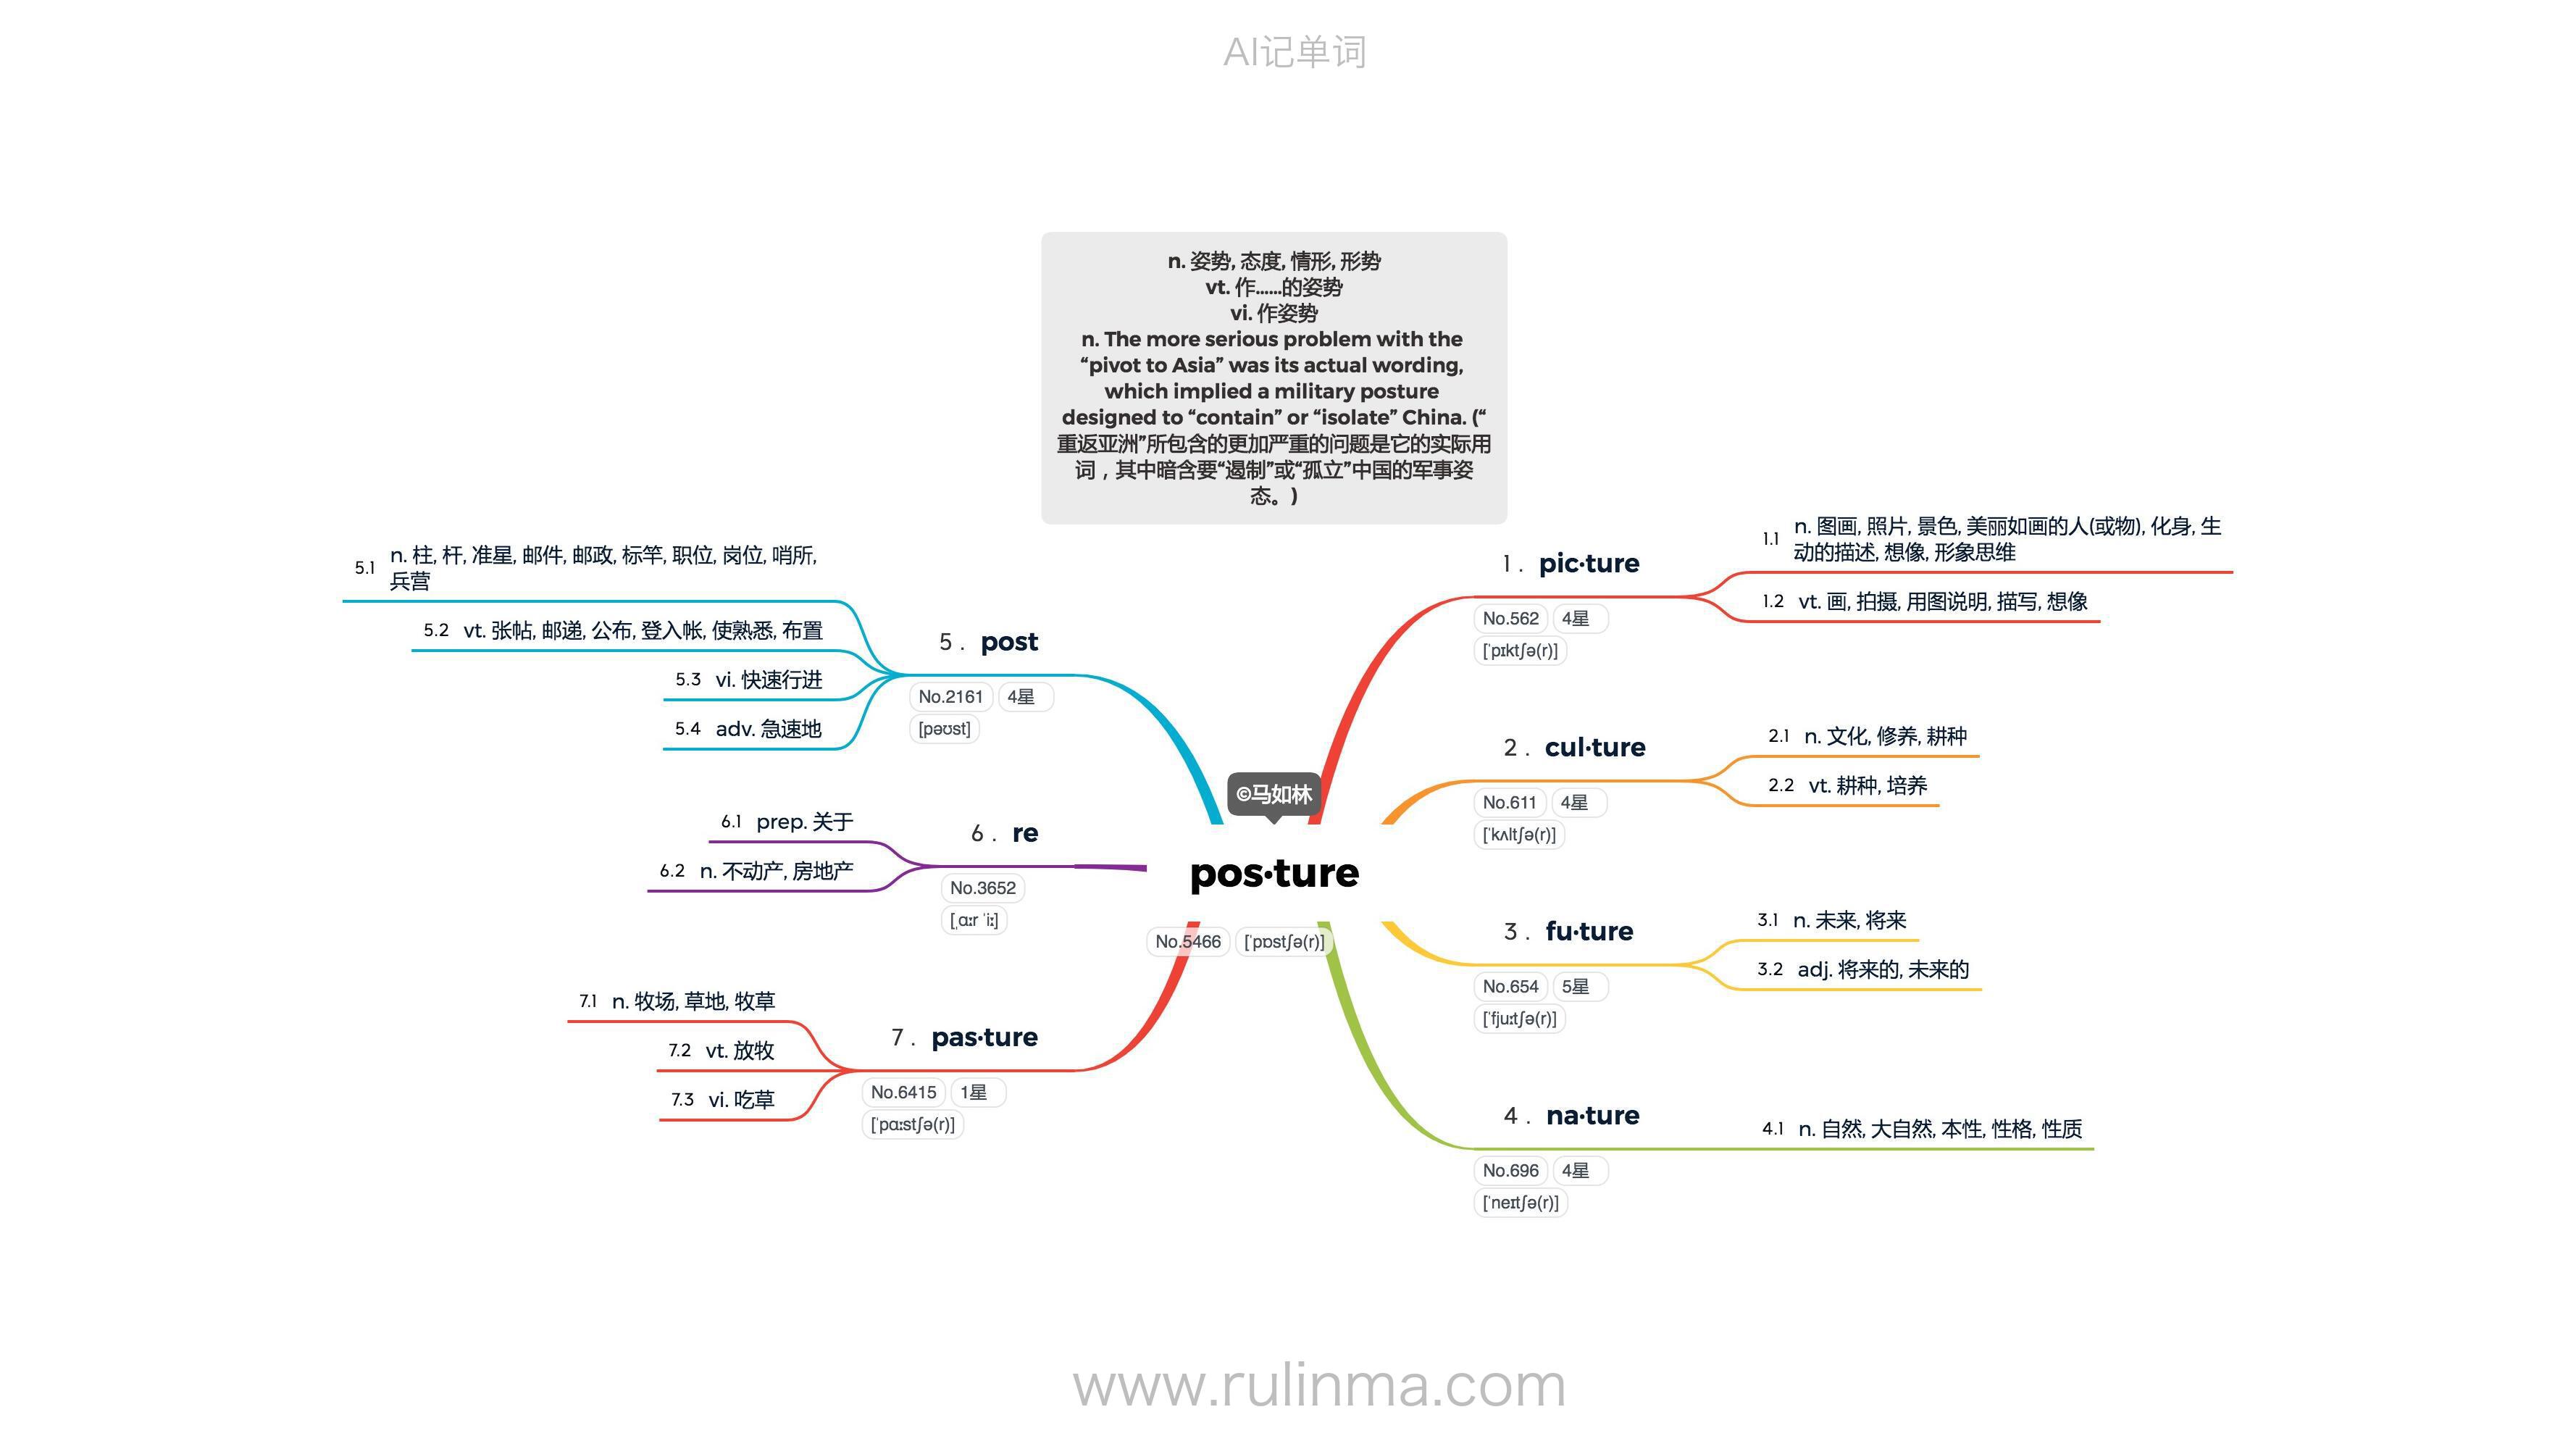 AI记单词
n. 姿势, 态度, 情形, 形势
vt. 作......的姿势
vi. 作姿势
n. The more serious problem with the
“pivot to Asia” was its actual wording,
which implied a military posture
designed to “contain” or “isolate” China. (“
重返亚洲”所包含的更加严重的问题是它的实际用
词，其中暗含要“遏制”或“孤立”中国的军事姿
态。)
©马如林
pos·ture
No.5466 [ˈpɒstʃə(r)]
1 . pic·ture
No.562 4星
[ˈpɪktʃə(r)]
1.1 n. 图画, 照片, 景色, 美丽如画的人(或物), 化身, 生
动的描述, 想像, 形象思维
1.2 vt. 画, 拍摄, 用图说明, 描写, 想像
2 . cul·ture
No.611 4星
[ˈkʌltʃə(r)]
2.1 n. 文化, 修养, 耕种
2.2 vt. 耕种, 培养
3 . fu·ture
No.654 5星
[ˈfjuːtʃə(r)]
3.1 n. 未来, 将来
3.2 adj. 将来的, 未来的
4 . na·ture
No.696 4星
[ˈneɪtʃə(r)]
4.1 n. 自然, 大自然, 本性, 性格, 性质
5 . post
No.2161 4星
[pəʊst]
5.1 n. 柱, 杆, 准星, 邮件, 邮政, 标竿, 职位, 岗位, 哨所,
兵营
5.2 vt. 张帖, 邮递, 公布, 登入帐, 使熟悉, 布置
5.3 vi. 快速行进
5.4 adv. 急速地
6 . re
No.3652
[ˌɑːr ˈiː]
6.1 prep. 关于
6.2 n. 不动产, 房地产
7 . pas·ture
No.6415 1星
[ˈpɑːstʃə(r)]
7.1 n. 牧场, 草地, 牧草
7.2 vt. 放牧
7.3 vi. 吃草
www.rulinma.com